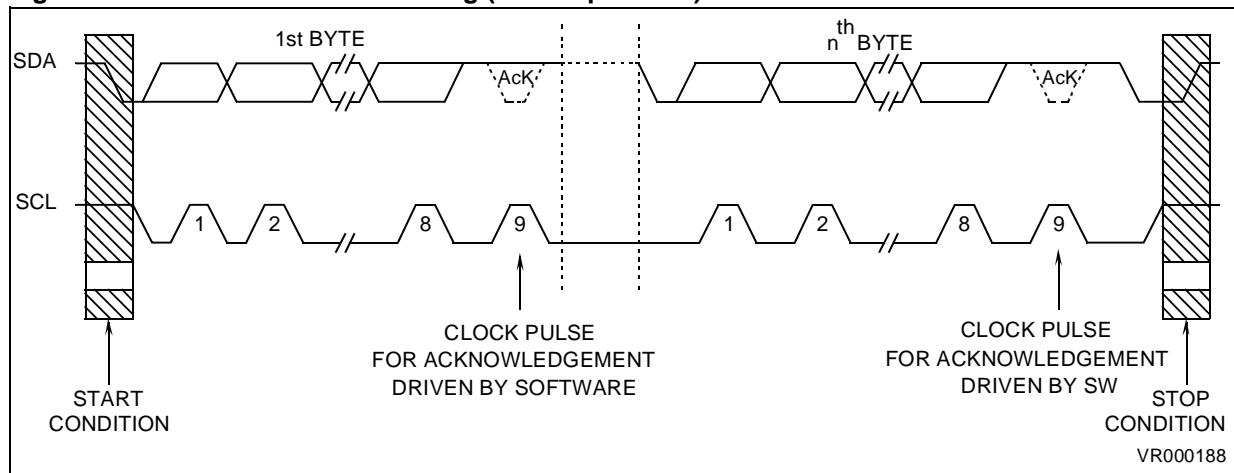 1st BYTE
nth BYTE
SDA
AcK
AcK
SCL
1
2
8
9
1
2
8
9
CLOCK PULSE
FOR ACKNOWLEDGEMENT
DRIVEN BY SOFTWARE
CLOCK PULSE
FOR ACKNOWLEDGEMENT
DRIVEN BY SW
START
CONDITION
STOP
CONDITION
VR000188